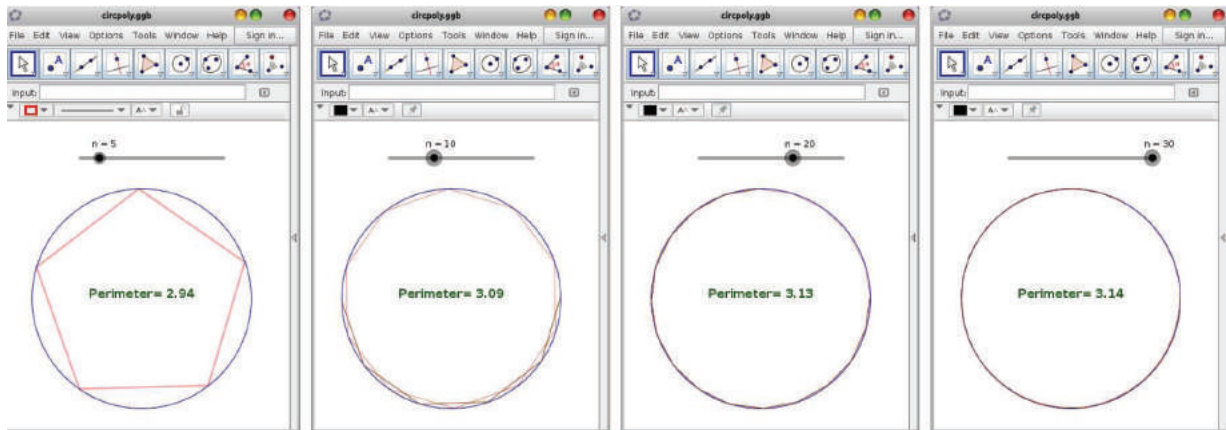 circpoly.ggb
File Edit View Options Tools Window Help Sign in...
Input:
n = 5
Perimeter= 2.94
circpoly.ggb
File Edit View Options Tools Window Help Sign in...
Input:
n = 10
Perimeter= 3.09
circpoly.ggb
File Edit View Options Tools Window Help Sign in...
Input:
n = 20
Perimeter= 3.13
circpoly.ggb
File Edit View Options Tools Window Help Sign in...
Input:
n = 30
Perimeter= 3.14